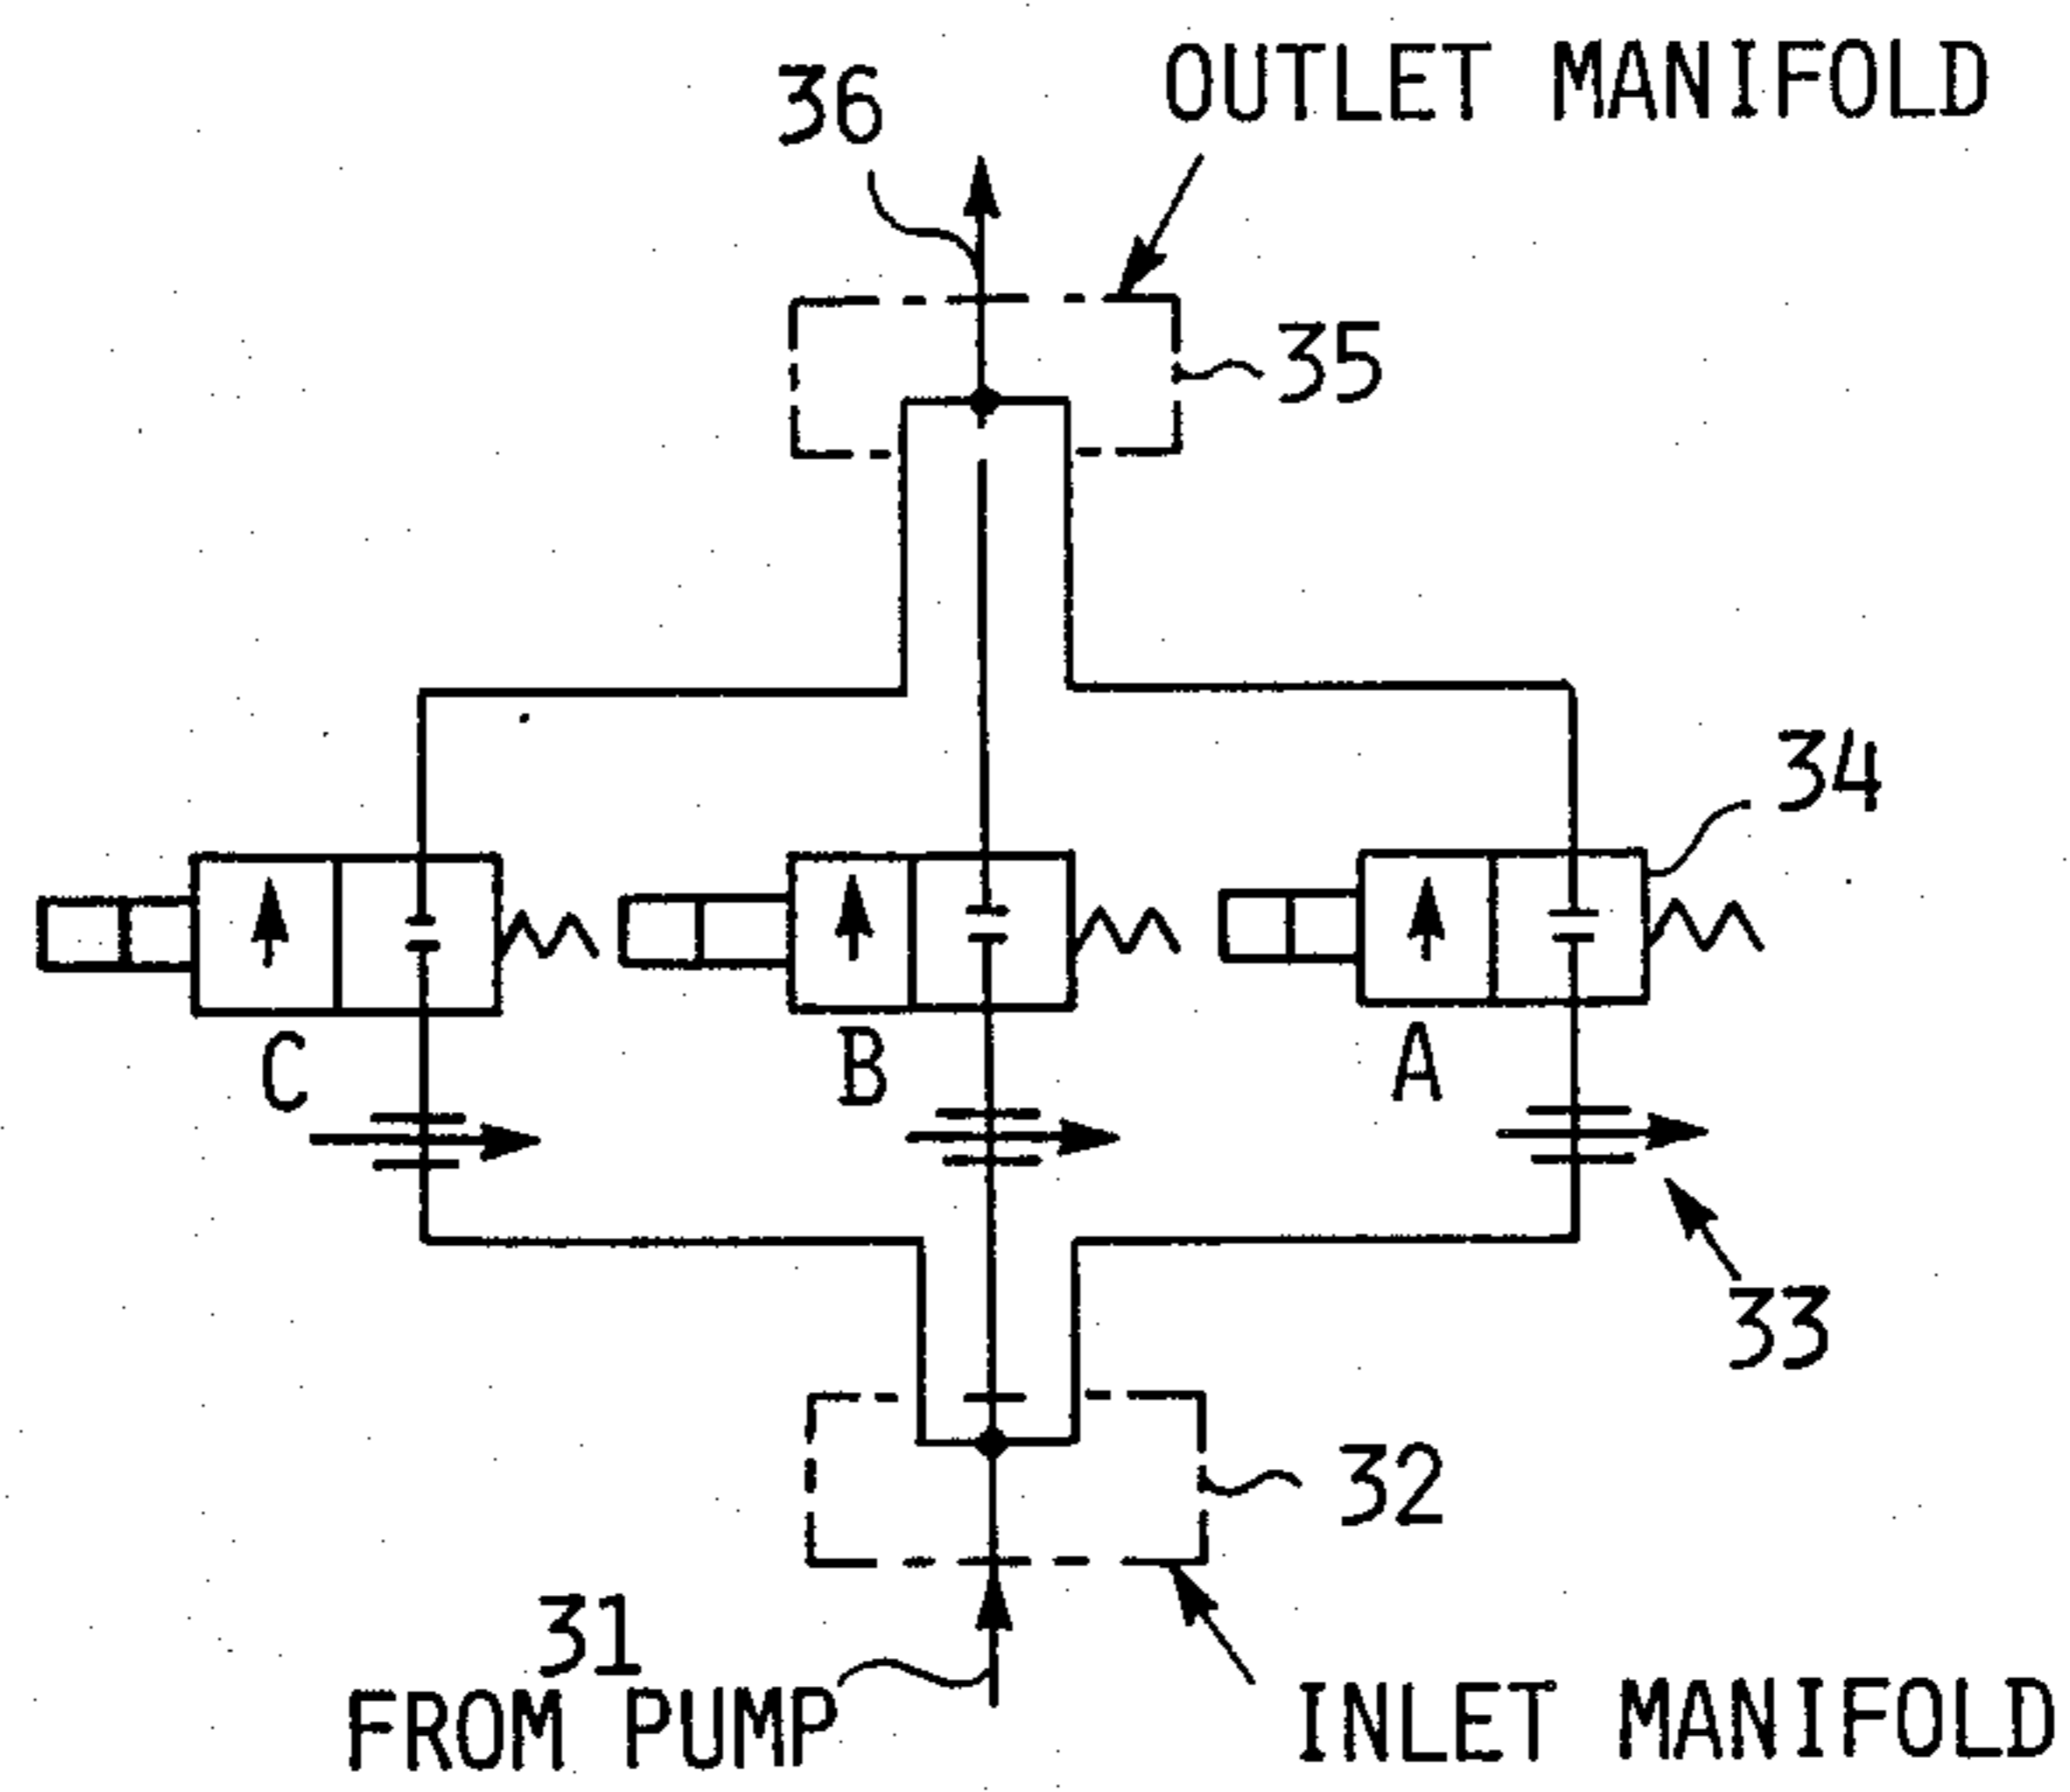 OUTLET MANIFOLD
36
35
34
C
B
A
33
32
31
FROM PUMP
INLET MANIFOLD